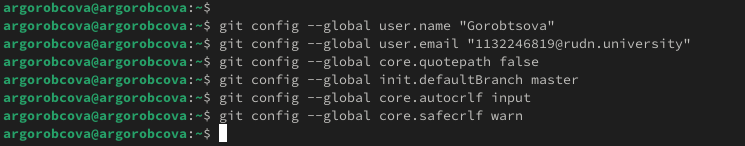 argorobcova@argorobcova:~$
argorobcova@argorobcova:~$ git config --global user.name "Gorobtsova"
argorobcova@argorobcova:~$ git config --global user.email "1132246819@rudn.university"
argorobcova@argorobcova:~$ git config --global core.quotepath false
argorobcova@argorobcova:~$ git config --global init.defaultBranch master
argorobcova@argorobcova:~$ git config --global core.autocrlf input
argorobcova@argorobcova:~$ git config --global core.safecrlf warn
argorobcova@argorobcova:~$